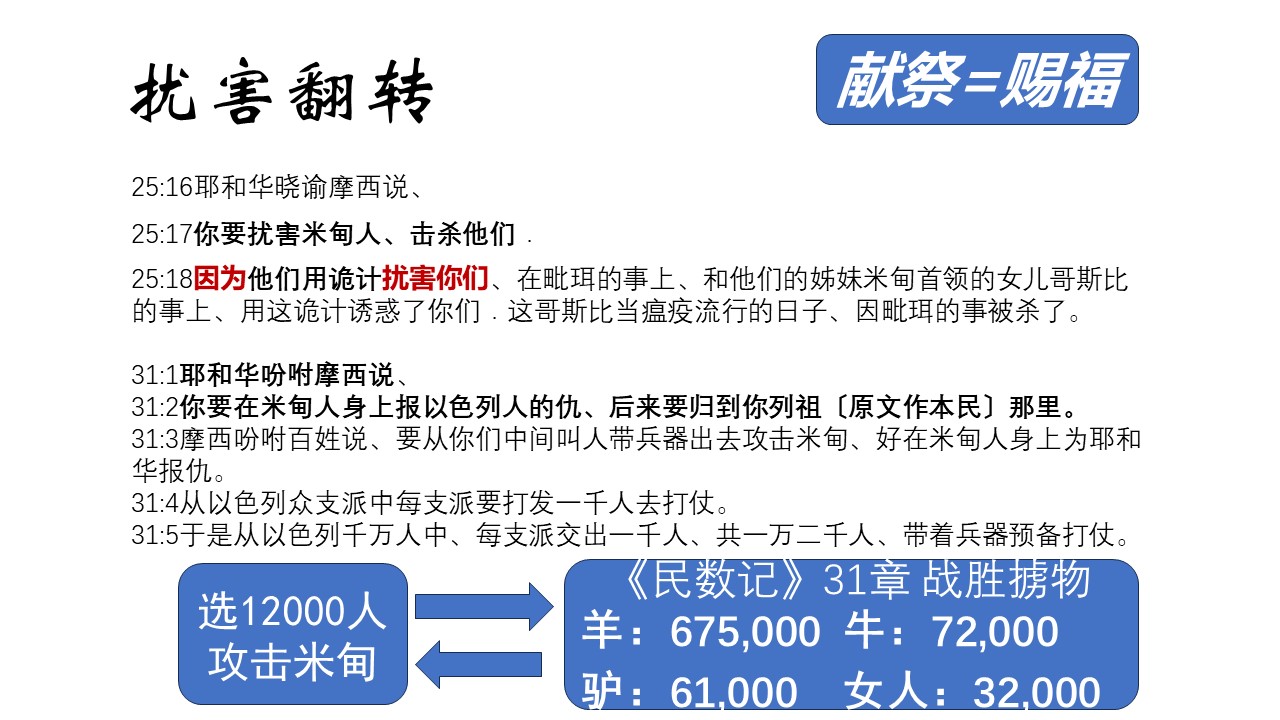 扰害翻转
献祭=赐福
25:16耶和华晓谕摩西说、
25:17你要扰害米甸人、击杀他们．
25:18因为他们用诡计扰害你们、在毗珥的事上、和他们的姊妹米甸首领的女儿哥斯比
的事上、用这诡计诱惑了你们．这哥斯比当瘟疫流行的日子、因毗珥的事被杀了。
31:1耶和华吩咐摩西说、
31:2你要在米甸人身上报以色列人的仇、后来要归到你列祖〔原文作本民〕那里。
31:3摩西吩咐百姓说、要从你们中间叫人带兵器出去攻击米甸、好在米甸人身上为耶和
华报仇。
31:4从以色列众支派中每支派要打发一千人去打仗。
31:5于是从以色列千万人中、每支派交出一千人、共一万二千人、带着兵器预备打仗。
选12000人
攻击米甸
《民数记》31章 战胜掳物
羊：675,000 牛：72,000
驴：61,000 女人：32,000